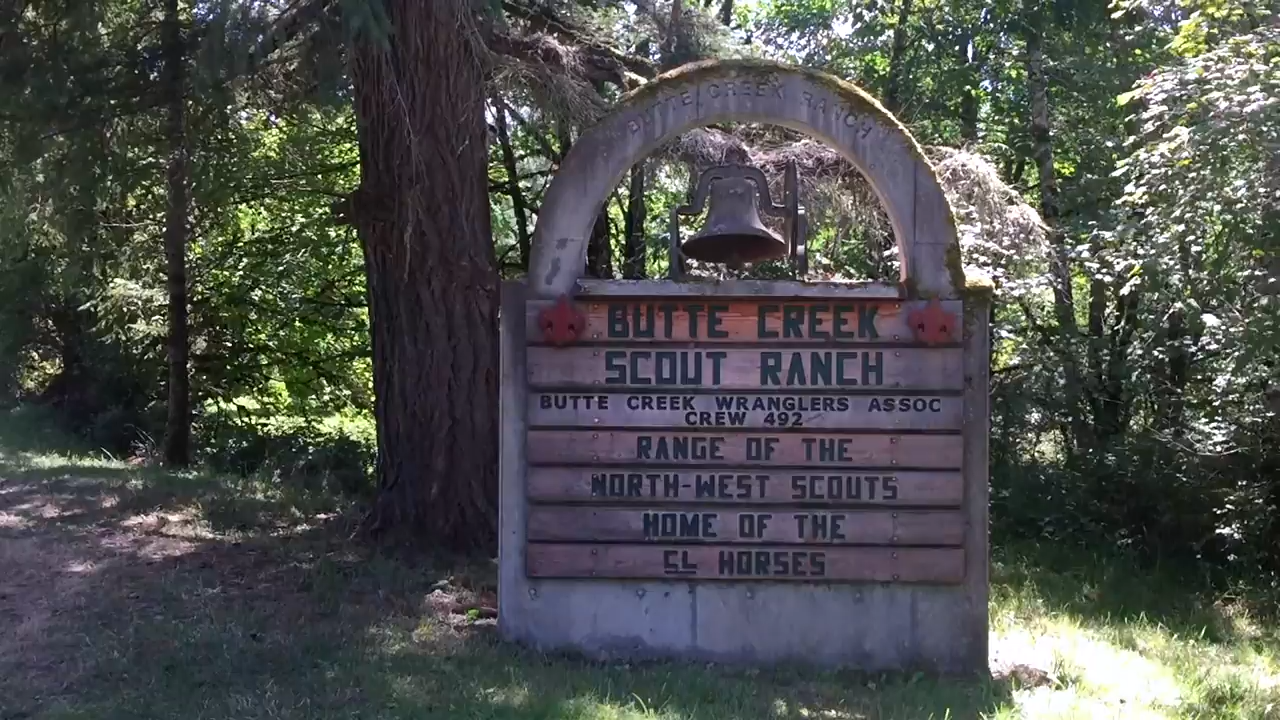 BUTTE CREEK RANCH
BUTTE CREEK
SCOUT RANCH
BUTTE CREEK WRANGLERS ASSOC
CREW 492
RANGE OF THE
NORTH-WEST SCOUTS
HOME OF THE
SL HORSES